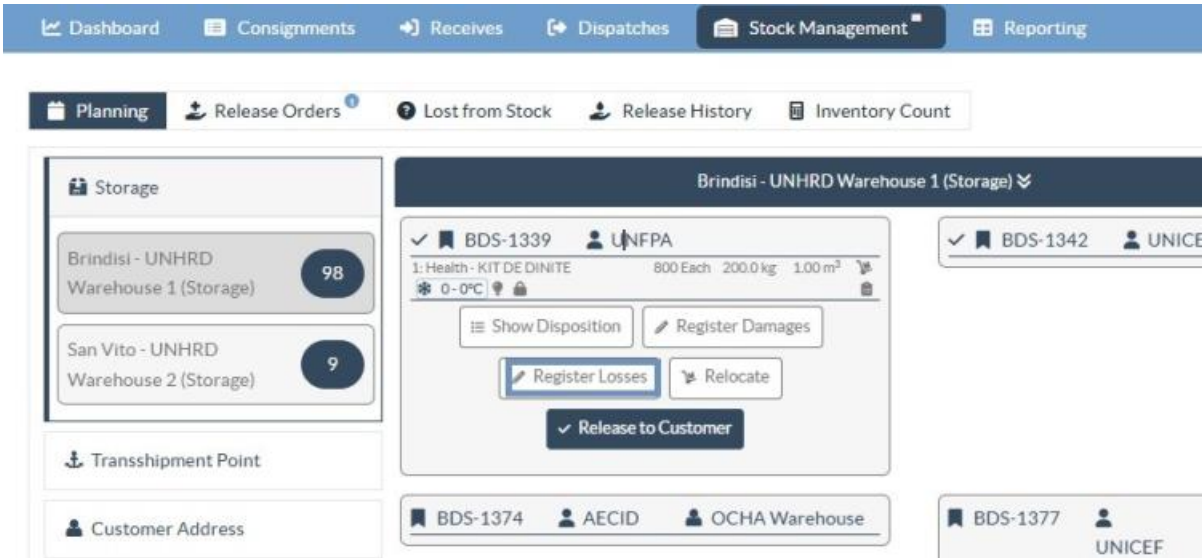 Dashboard Consignments Receives Dispatches Stock Management Reporting
Planning Release Orders Lost from Stock Release History Inventory Count
Storage
Brindisi - UNHRD
Warehouse 1 (Storage)
98
San Vito - UNHRD
Warehouse 2 (Storage)
9
Transshipment Point
Customer Address
Brindisi - UNHRD Warehouse 1 (Storage)
BDS-1339 UNFPA
1: Health - KIT DE DINITE 800 Each 200.0 kg 1.00 m³
0 - 0°C
Show Disposition Register Damages
Register Losses Relocate
Release to Customer
BDS-1342 UNICE
BDS-1374 AECID OCHA Warehouse
BDS-1377
UNICEF